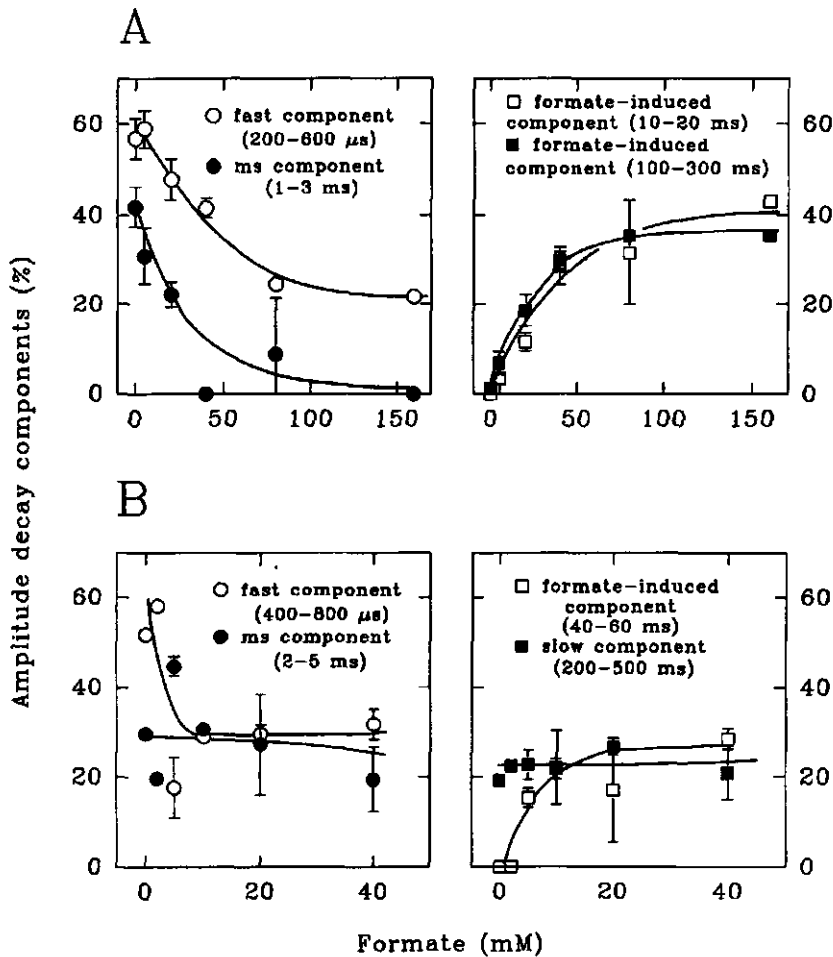 A
60
40
20
0
0
50
100
150
○ fast component
(200–600 μs)
● ms component
(1–3 ms)
□ formate–induced
component (10–20 ms)
■ formate–induced
component (100–300 ms)
60
40
20
0
0
50
100
150
Amplitude decay components (%)
B
60
40
20
0
0
20
40
○ fast component
(400–800 μs)
● ms component
(2–5 ms)
□ formate–induced
component
(40–60 ms)
■ slow component
(200–500 ms)
60
40
20
0
0
20
40
Formate (mM)